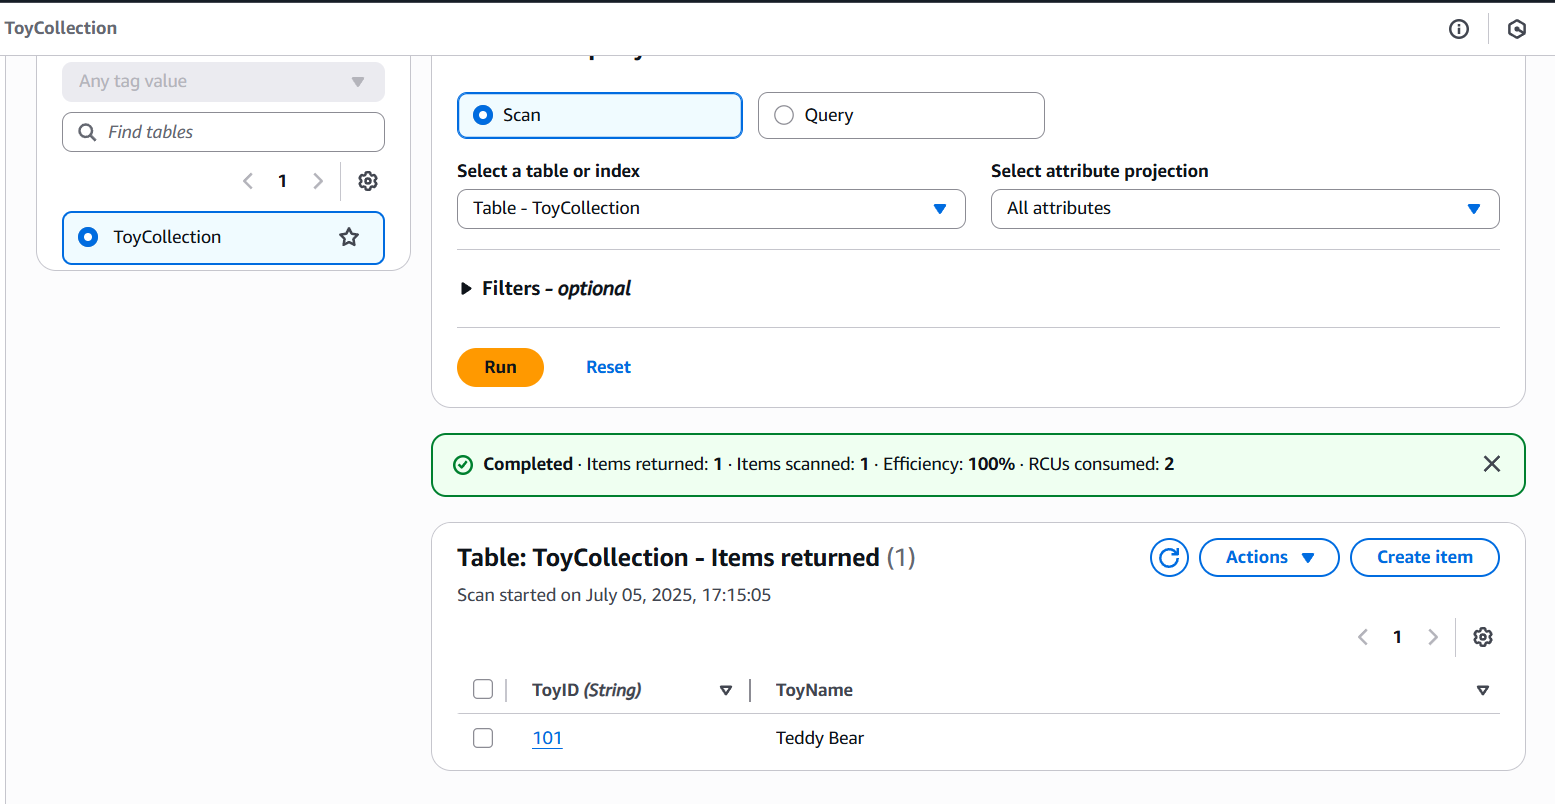 ToyCollection
Any tag value
Find tables
1
ToyCollection
Scan
Query
Select a table or index
Select attribute projection
Table - ToyCollection
All attributes
Filters - optional
Run
Reset
Completed · Items returned: 1 · Items scanned: 1 · Efficiency: 100% · RCUs consumed: 2
Table: ToyCollection - Items returned (1)
Actions
Create item
Scan started on July 05, 2025, 17:15:05
1
ToyID (String)
ToyName
101
Teddy Bear